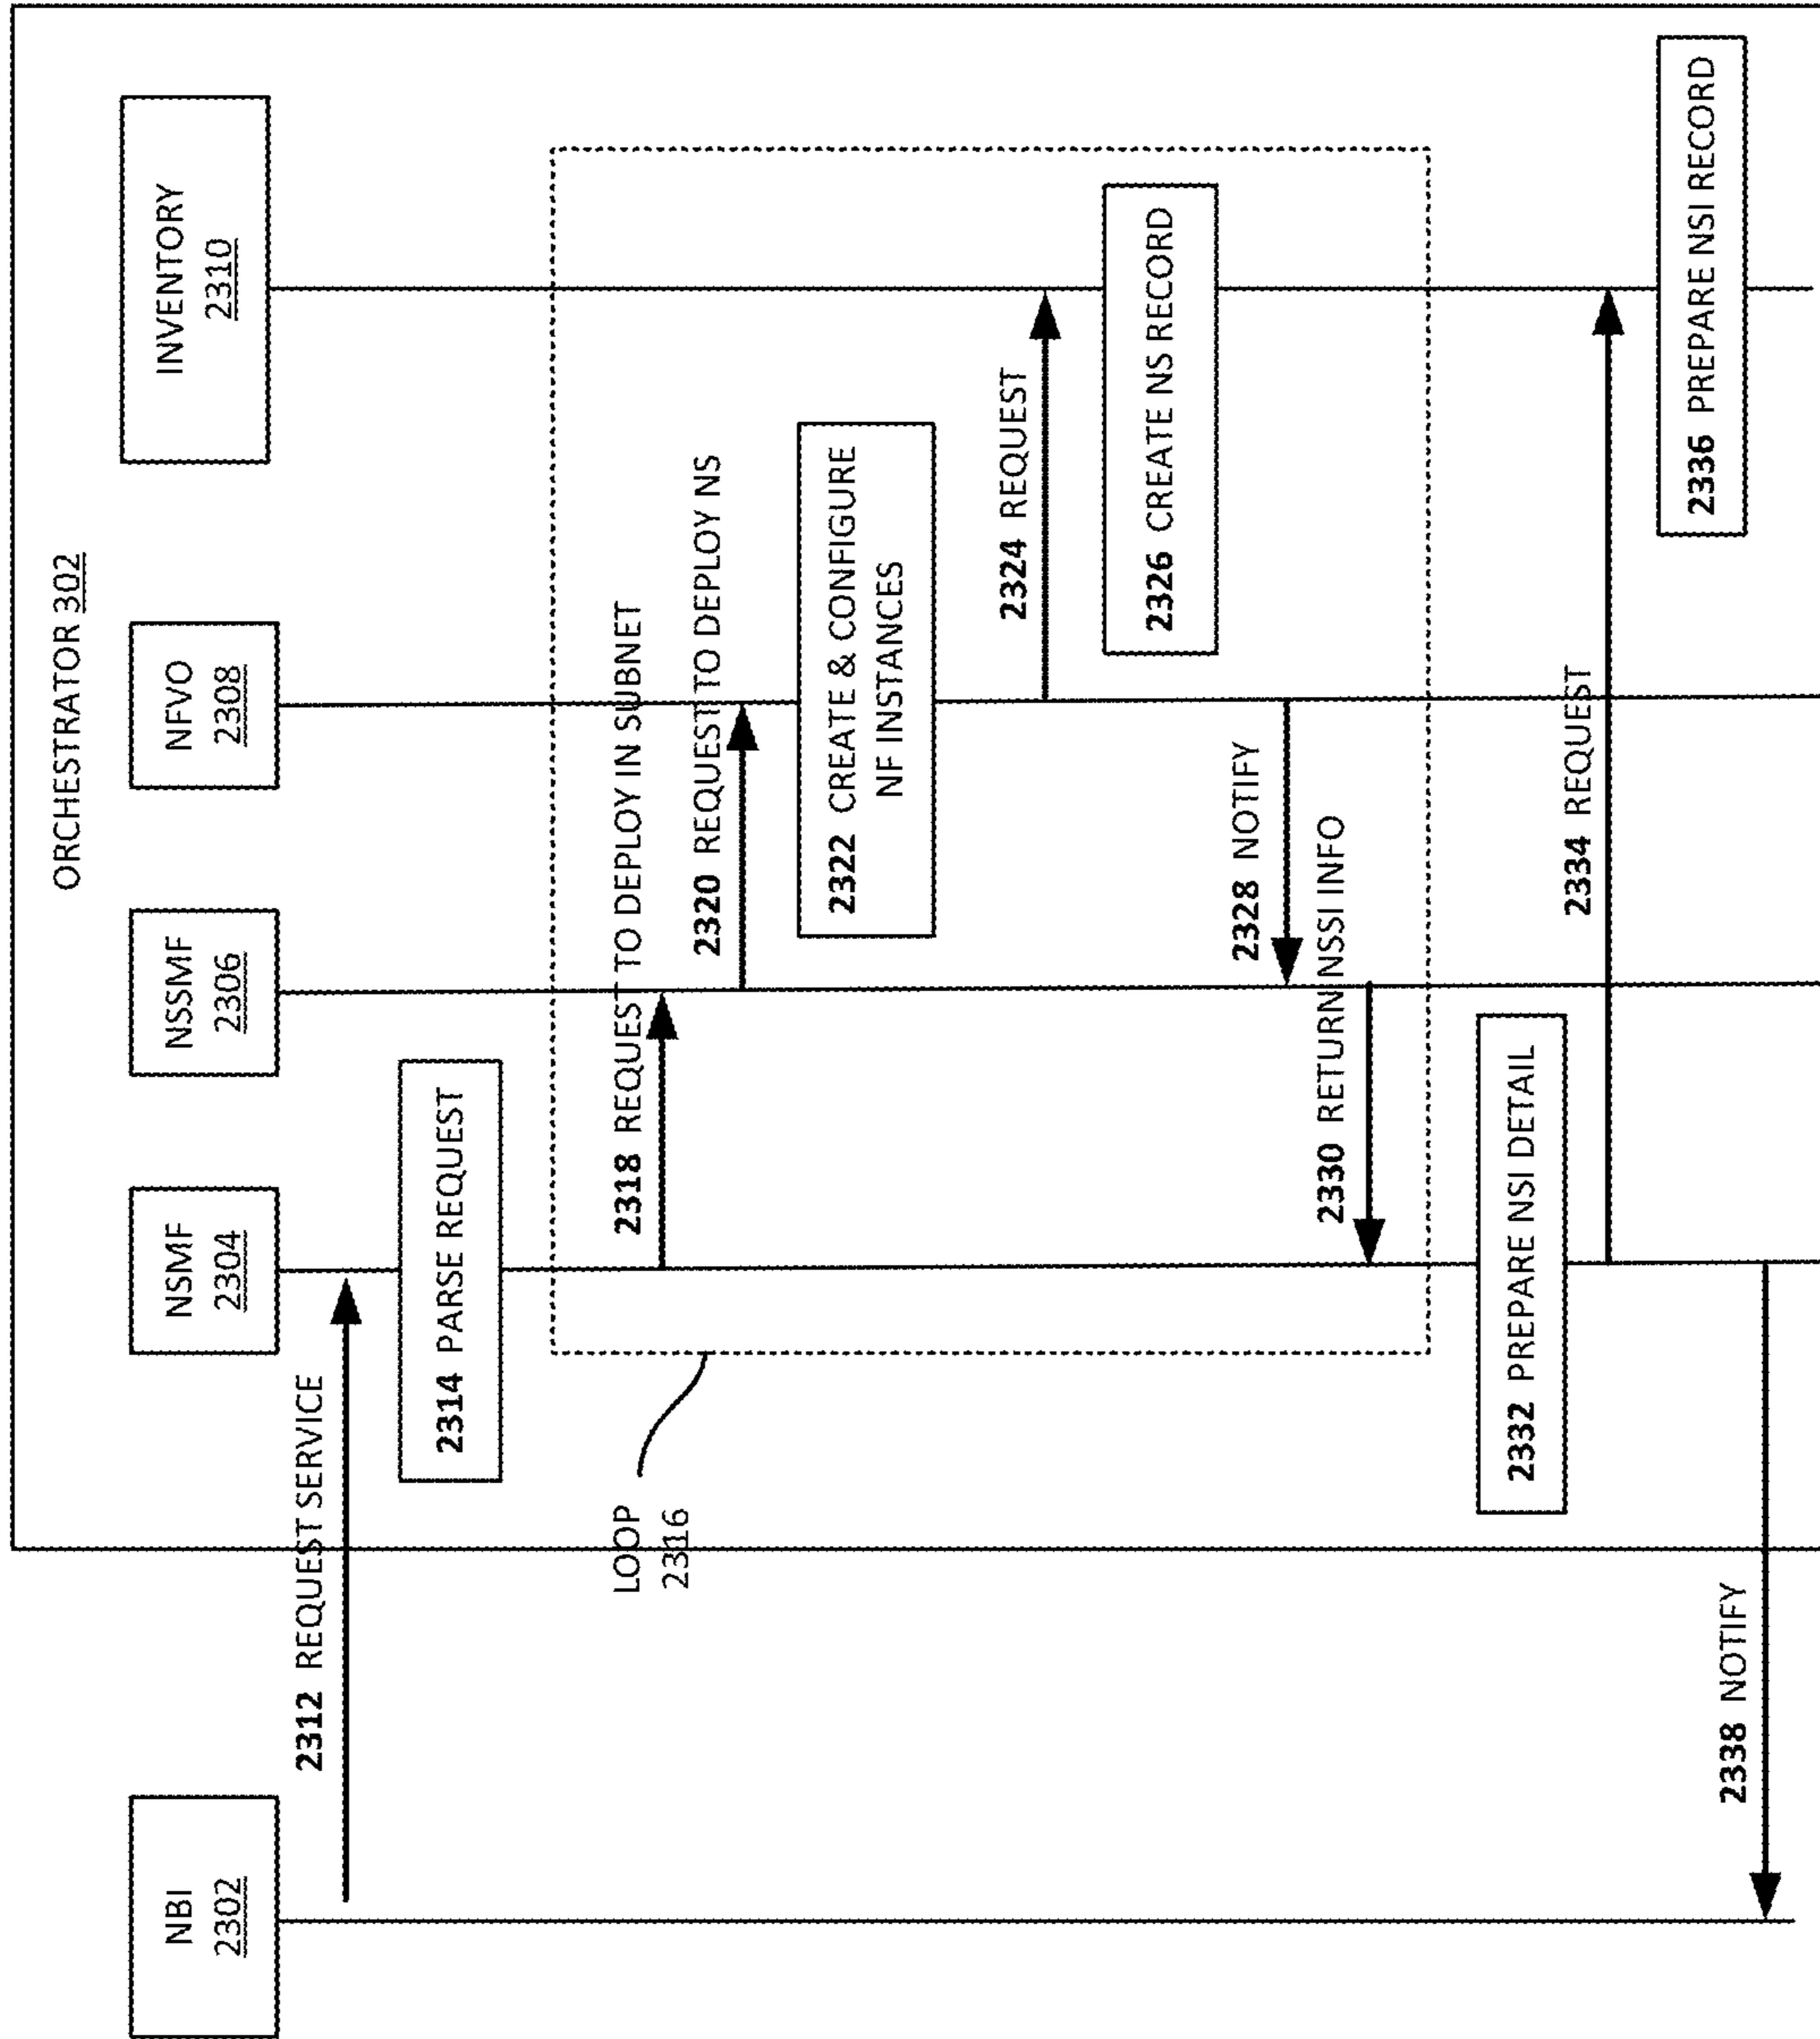 ORCHESTRATOR 302
NBI
2302
NSMF
2304
NSSMF
2306
NFVO
2308
INVENTORY
2310
2312 REQUEST SERVICE
2314 PARSE REQUEST
LOOP
2316
2318 REQUEST TO DEPLOY IN SUBNET
2320 REQUEST TO DEPLOY NS
2322 CREATE & CONFIGURE
NF INSTANCES
2324 REQUEST
2326 CREATE NS RECORD
2328 NOTIFY
2330 RETURN NSSI INFO
2332 PREPARE NSI DETAIL
2334 REQUEST
2336 PREPARE NSI RECORD
2338 NOTIFY